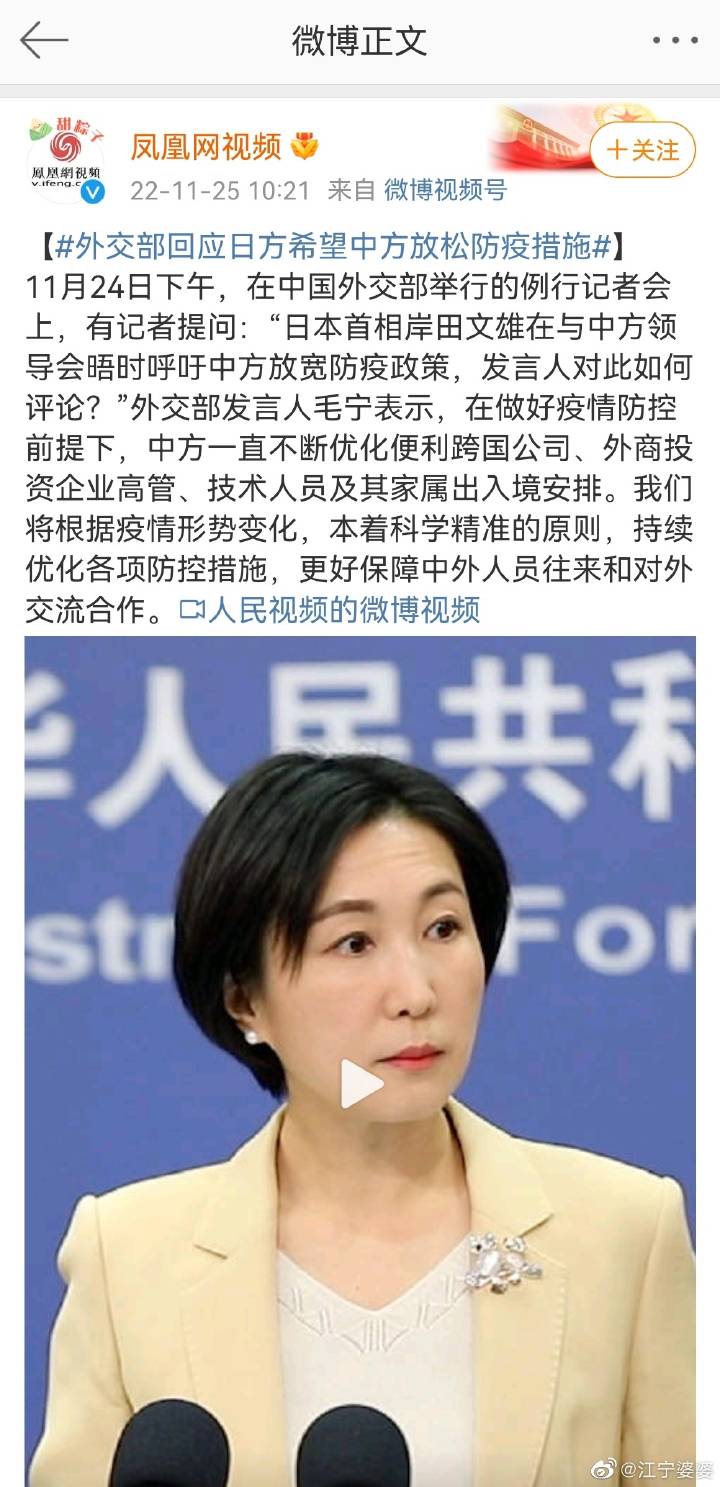 微博正文
甜粽子
鳳凰網視頻
v.ifeng.c
凤凰网视频
+关注
22-11-25 10:21 来自 微博视频号
【#外交部回应日方希望中方放松防疫措施#】
11月24日下午，在中国外交部举行的例行记者会
上，有记者提问：“日本首相岸田文雄在与中方领
导会晤时呼吁中方放宽防疫政策，发言人对此如何
评论？”外交部发言人毛宁表示，在做好疫情防控
前提下，中方一直不断优化便利跨国公司、外商投
资企业高管、技术人员及其家属出入境安排。我们
将根据疫情形势变化，本着科学精准的原则，持续
优化各项防控措施，更好保障中外人员往来和对外
交流合作。人民视频的微博视频
华人民共和
str For
@江宁婆婆